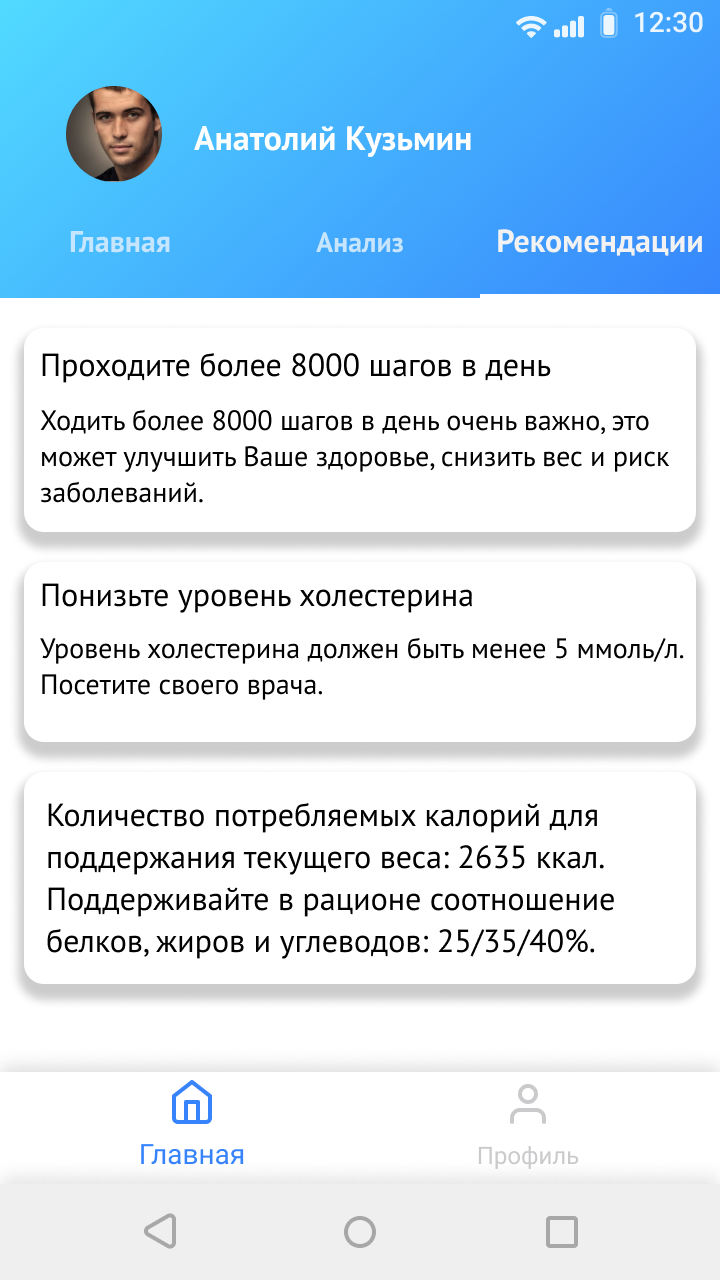 12:30
Анатолий Кузьмин
Главная Анализ Рекомендации
Проходите более 8000 шагов в день
Ходить более 8000 шагов в день очень важно, это
может улучшить Ваше здоровье, снизить вес и риск
заболеваний.
Понизьте уровень холестерина
Уровень холестерина должен быть менее 5 ммоль/л.
Посетите своего врача.
Количество потребляемых калорий для
поддержания текущего веса: 2635 ккал.
Поддерживайте в рационе соотношение
белков, жиров и углеводов: 25/35/40%.
Главная Профиль